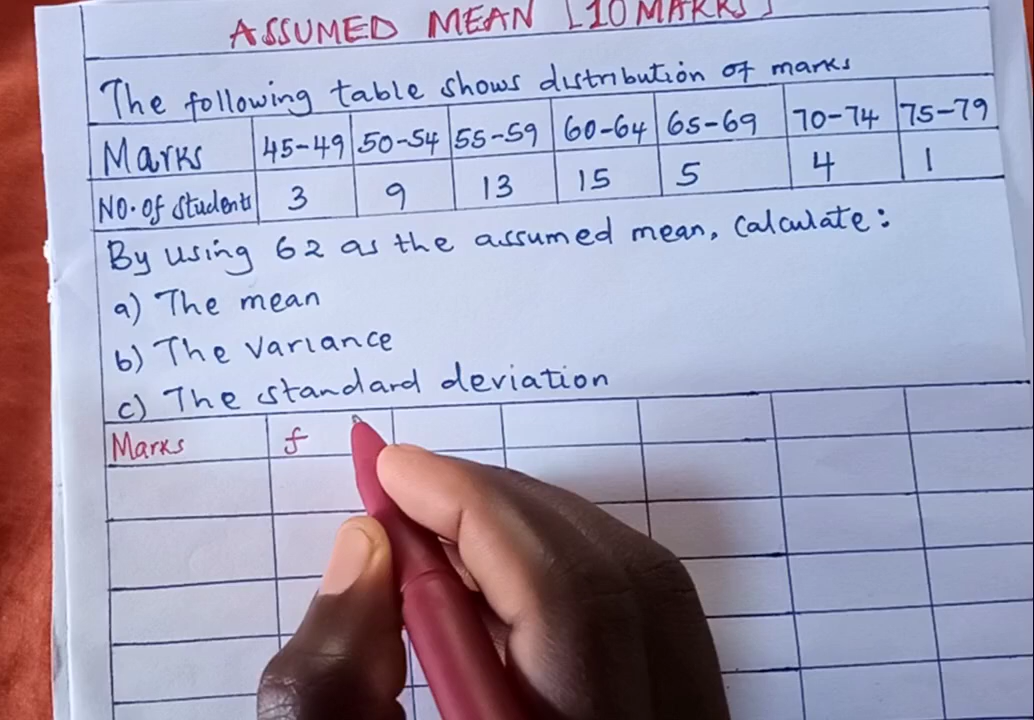 ASSUMED MEAN [10 MARKS]
The following table shows distribution of marks
Marks 45-49 50-54 55-59 60-64 65-69 70-74 75-79
NO. of students 3 9 13 15 5 4 1
By using 62 as the assumed mean, calculate:
a) The mean
b) The variance
c) The standard deviation
Marks f